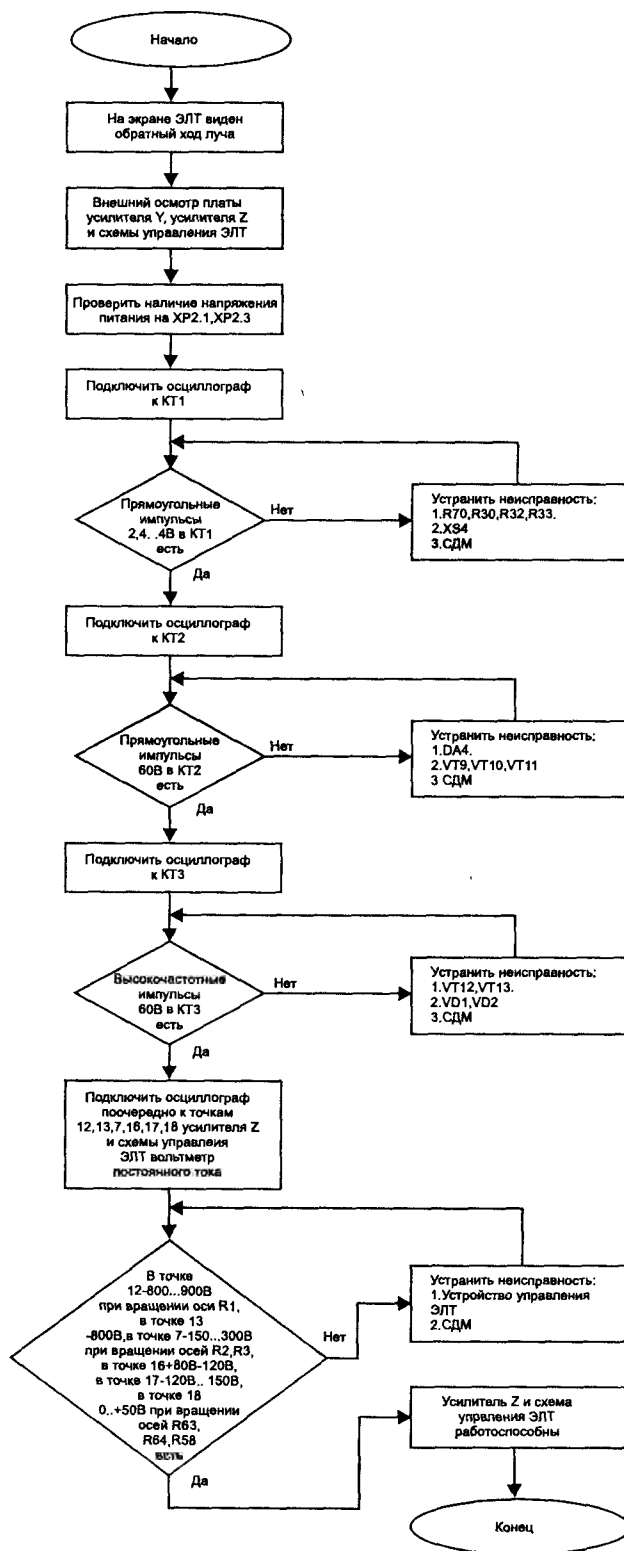 Начало
На экране ЭЛТ виден
обратный ход луча
Внешний осмотр платы
усилителя Y, усилителя Z
и схемы управления ЭЛТ
Проверить наличие напряжения
питания на XP2.1,XP2.3
Подключить осциллограф
к КТ1
Прямоугольные
импульсы
2,4. .4В в КТ1
есть
Нет
Устранить неисправность:
1.R70,R30,R32,R33.
2.XS4
3.СДМ
Да
Подключить осциллограф
к КТ2
Прямоугольные
импульсы
60В в КТ2
есть
Нет
Устранить неисправность:
1.DA4.
2.VT9,VT10,VT11
3 СДМ
Да
Подключить осциллограф
к КТ3
Высокочастотные
импульсы
60В в КТ3
есть
Нет
Устранить неисправность:
1.VT12,VT13.
2.VD1,VD2
3.СДМ
Да
Подключить осциллограф
поочередно к точкам
12,13,7,16,17,18 усилителя Z
и схемы управлеия
ЭЛТ вольтметр
постоянного тока
В точке
12-800...900В
при вращении оси R1,
в точке 13
-800В,в точке 7-150...300В
при вращении осей R2,R3,
в точке 16+80В-120В,
в точке 17-120В.. 150В,
в точке 18
0..+50В при вращении
осей R63,
R64,R58
есть
Нет
Устранить неисправность:
1.Устройство управления
ЭЛТ
2.СДМ
Да
Усилитель Z и схема
упрвления ЭЛТ
работоспособны
Конец